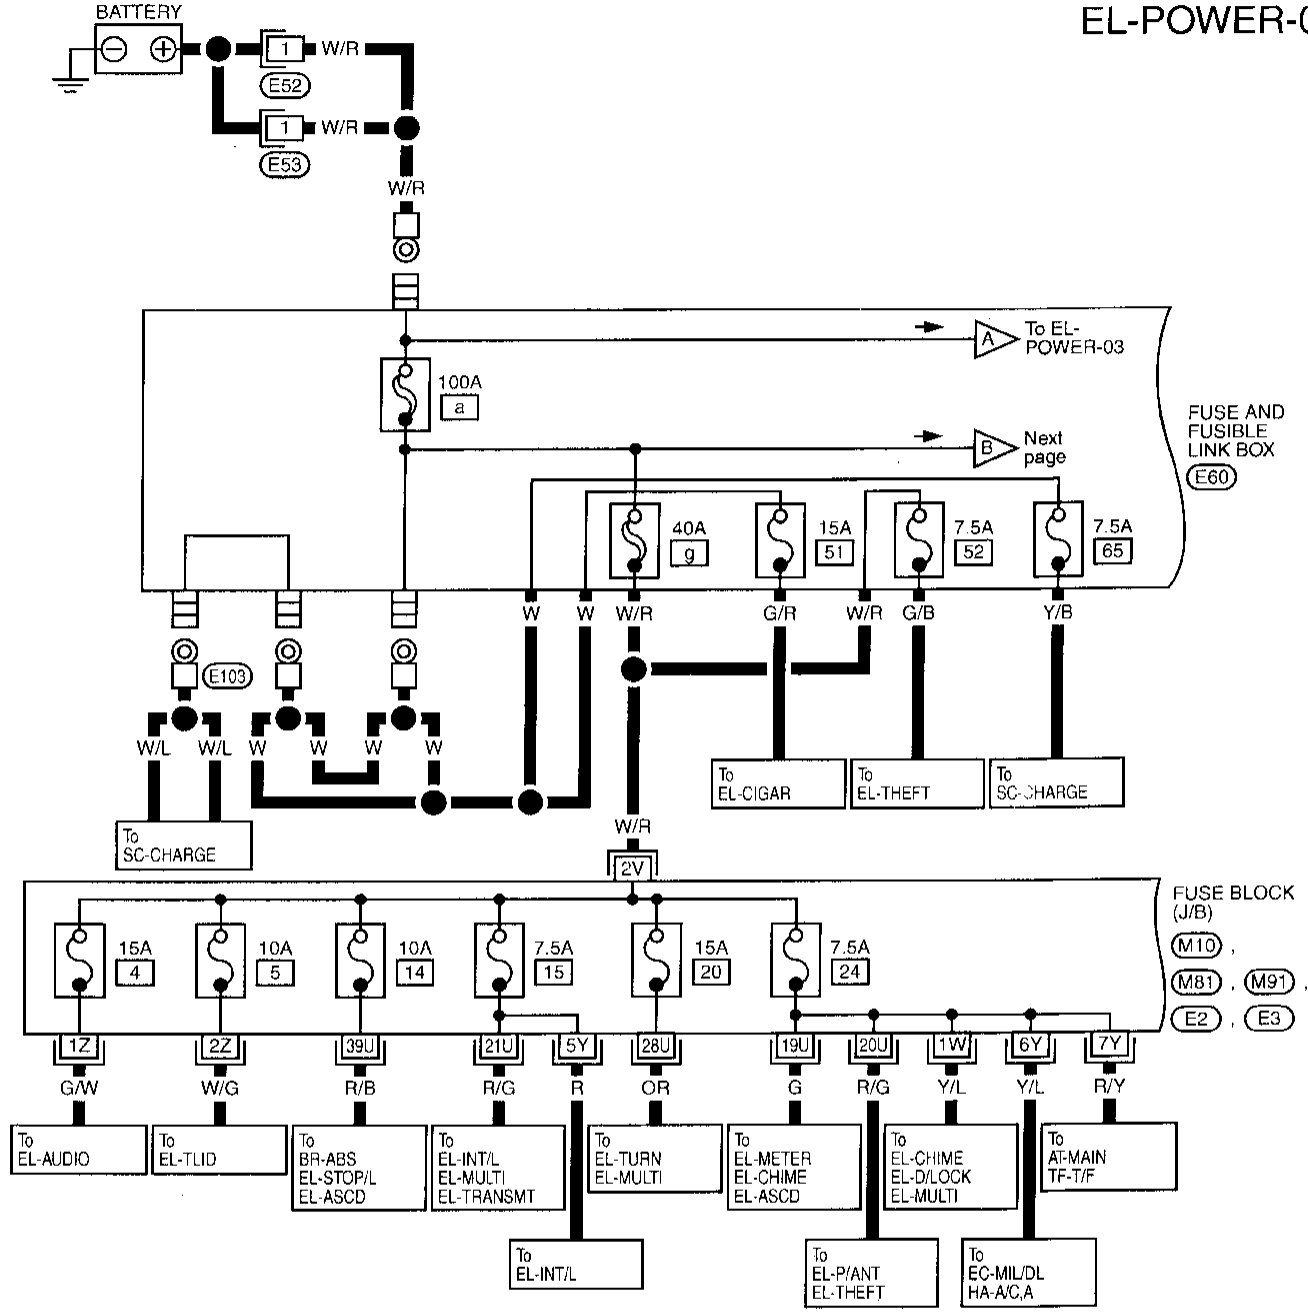 BATTERY
EL-POWER-
− +
1 W/R
E52
1 W/R
E53
W/R
A To EL-
POWER-03
100A
a
B Next
page
FUSE AND
FUSIBLE
LINK BOX
E60
40A
g
15A
51
7.5A
52
7.5A
65
W W W/R G/R W/R G/B Y/B
E103
W/L W/L W W W W
To
EL-CIGAR
To
EL-THEFT
To
SC-CHARGE
To
SC-CHARGE
W/R
2V
FUSE BLOCK
(J/B)
M10 ,
M81 , M91 ,
E2 , E3
15A
4
10A
5
10A
14
7.5A
15
15A
20
7.5A
24
1Z 2Z 39U 21U 5Y 28U 19U 20U 1W 6Y 7Y
G/W W/G R/B R/G R OR G R/G Y/L Y/L R/Y
To
EL-AUDIO
To
EL-TLID
To
BR-ABS
EL-STOP/L
EL-ASCD
To
EL-INT/L
EL-MULTI
EL-TRANSMT
To
EL-TURN
EL-MULTI
To
EL-METER
EL-CHIME
EL-ASCD
To
EL-CHIME
EL-D/LOCK
EL-MULTI
To
AT-MAIN
TF-T/F
To
EL-INT/L
To
EL-P/ANT
EL-THEFT
To
EC-MIL/DL
HA-A/C,A